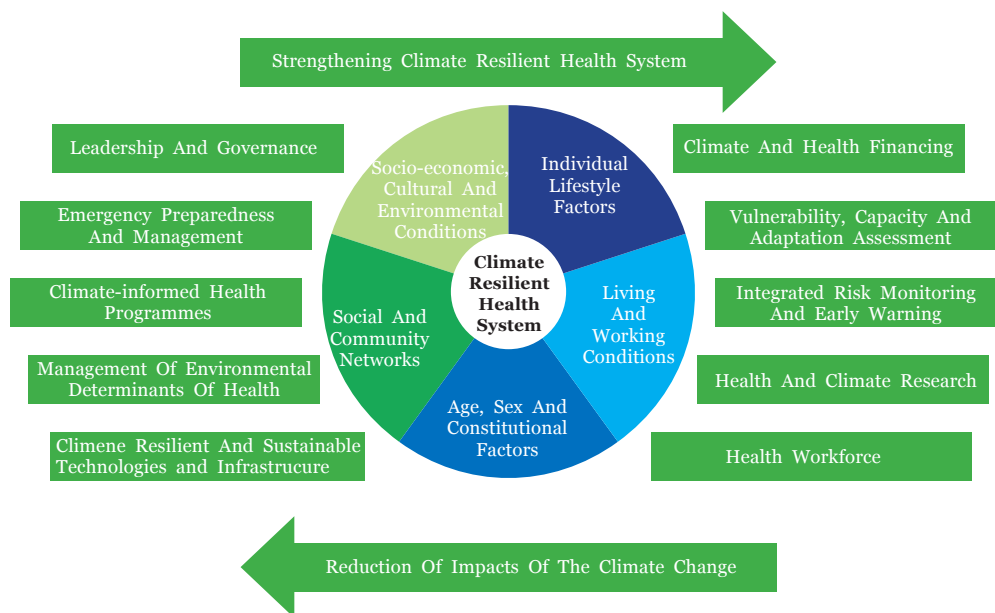 Strengthening Climate Resilient Health System
Leadership And Governance
Emergency Preparedness
And Management
Climate-informed Health
Programmes
Management Of Environmental
Determinants Of Health
Climene Resilient And Sustainable
Technologies and Infrastrucure
Socio-economic,
Cultural And
Environmental
Conditions
Individual
Lifestyle
Factors
Climate
Resilient
Health
System
Social And
Community
Networks
Living
And
Working
Conditions
Age, Sex And
Constitutional
Factors
Climate And Health Financing
Vulnerability, Capacity And
Adaptation Assessment
Integrated Risk Monitoring
And Early Warning
Health And Climate Research
Health Workforce
Reduction Of Impacts Of The Climate Change